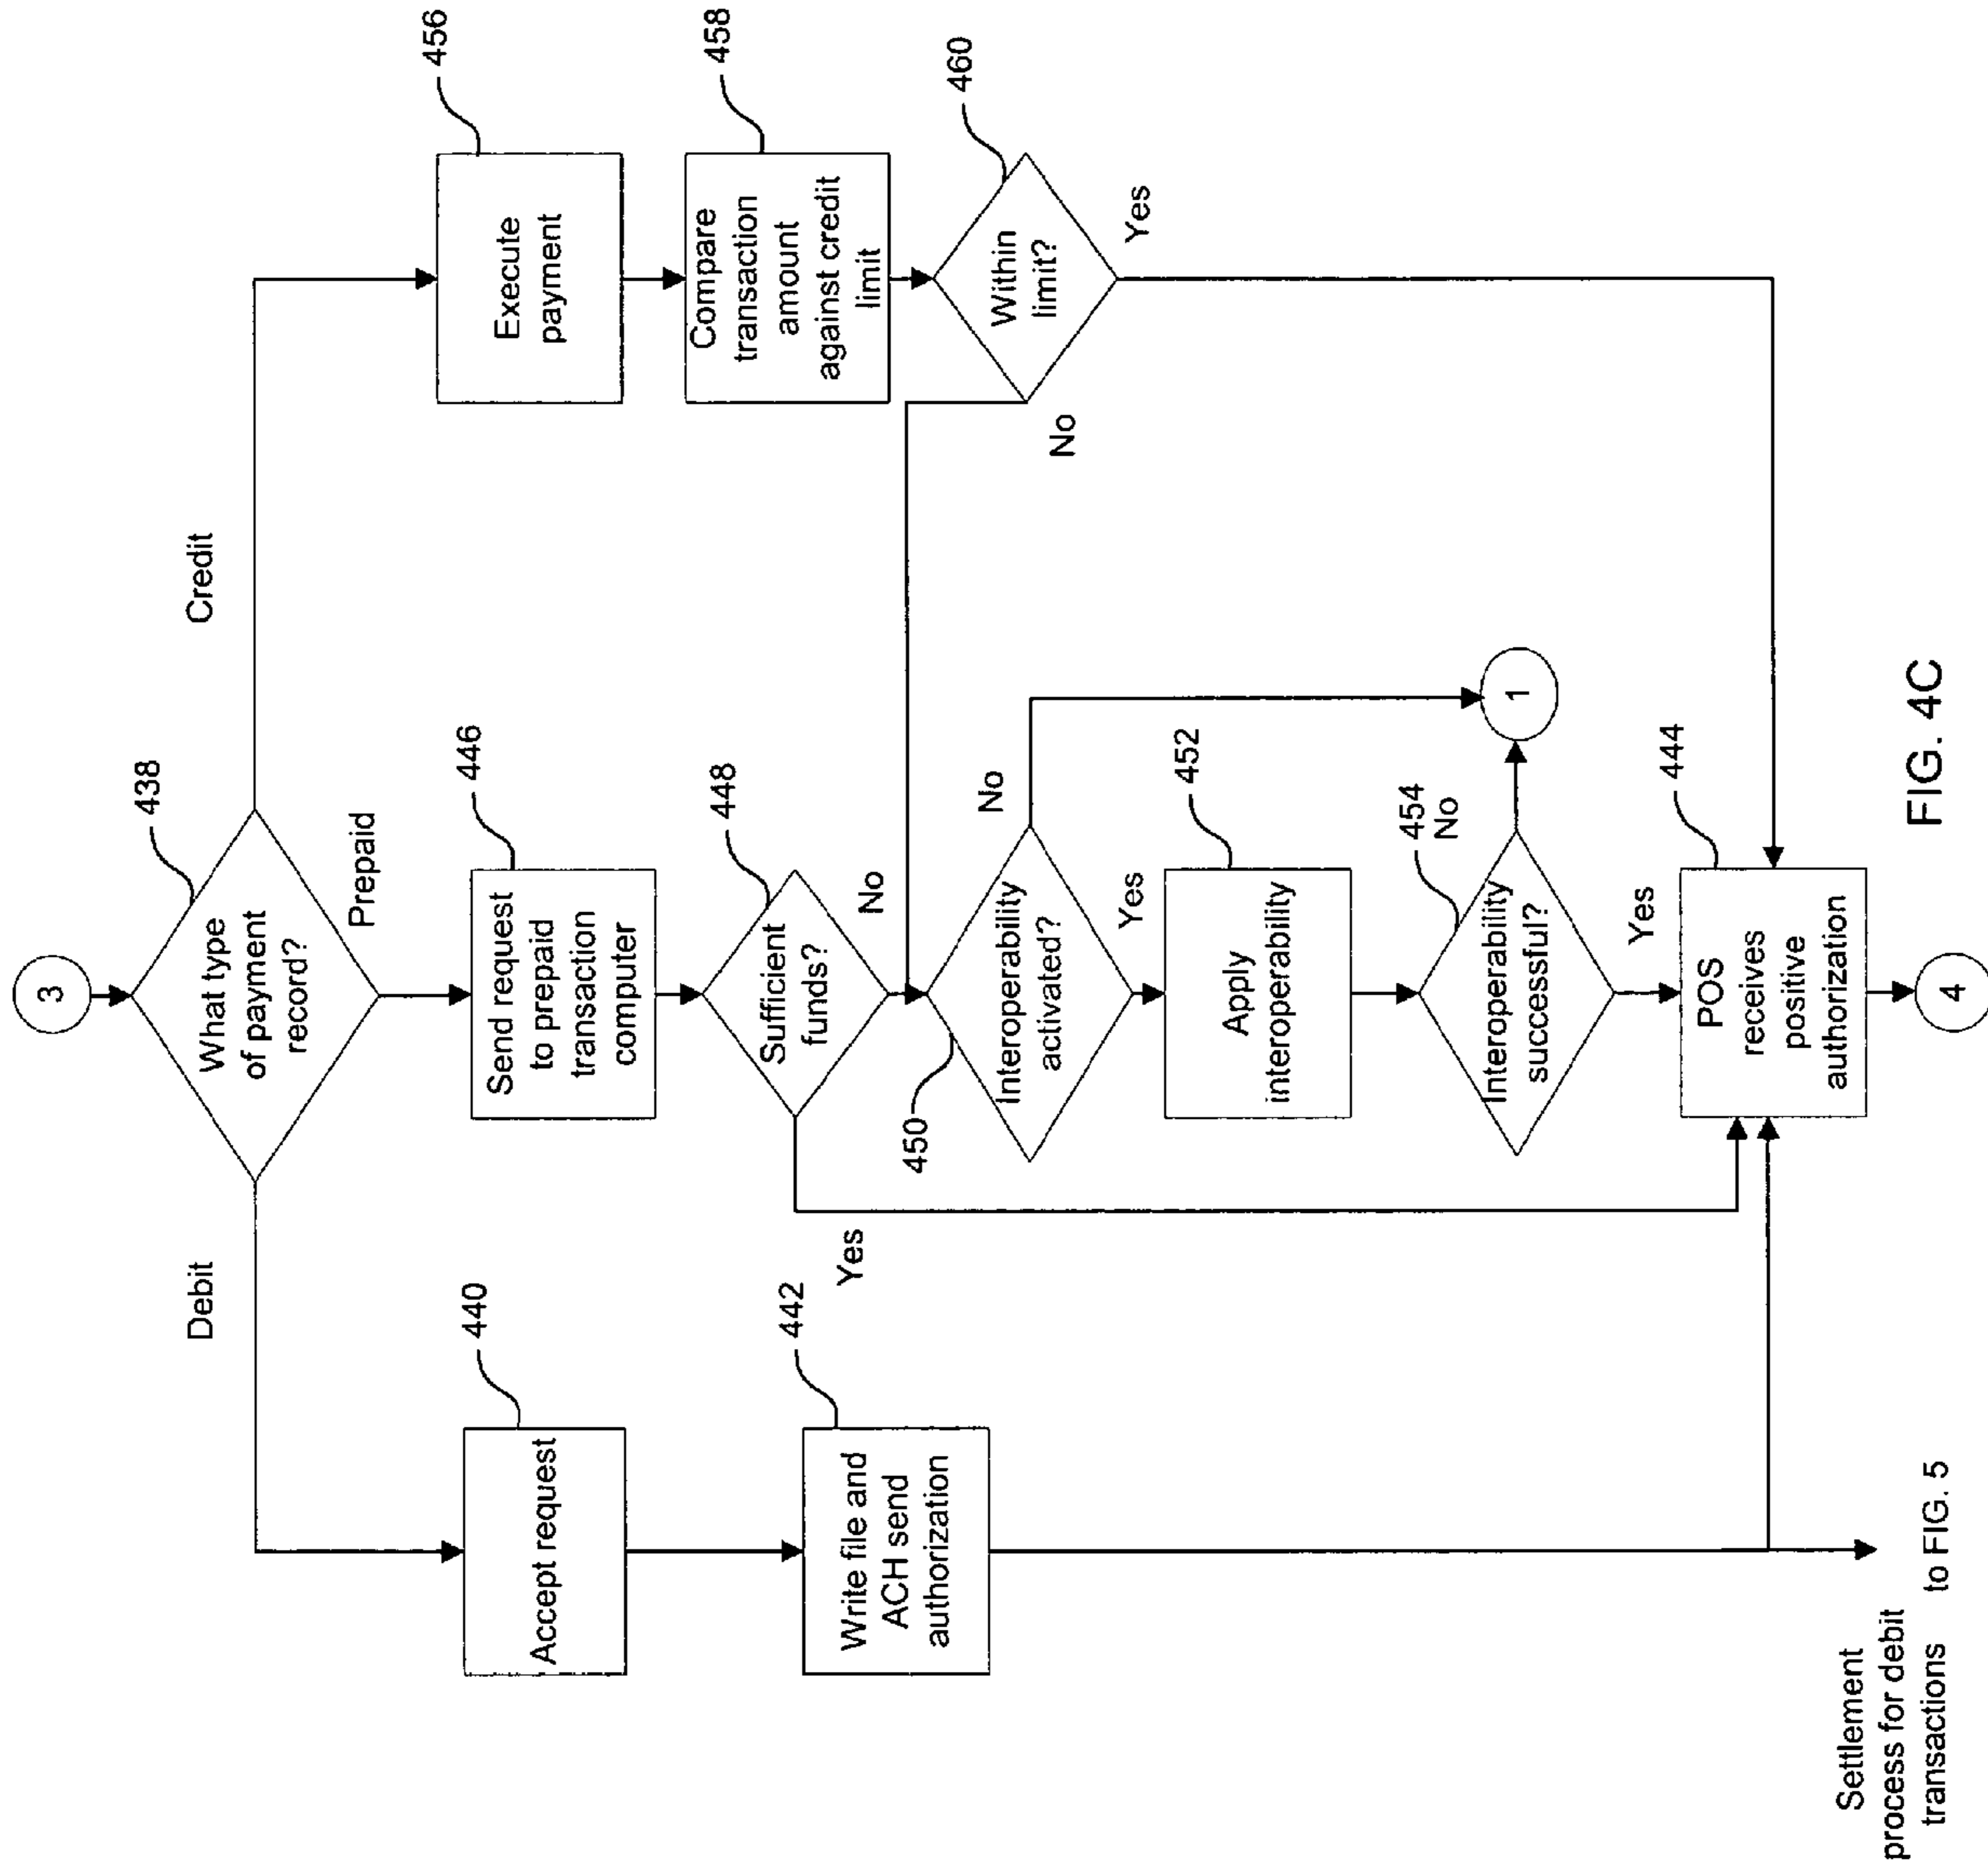 3
438
What type
of payment
record?
Debit
Prepaid
Credit
440
Accept request
446
Send request
to prepaid
transaction
computer
456
Execute
payment
442
Write file and
ACH send
authorization
448
Sufficient
funds?
Yes
No
458
Compare
transaction
amount
against credit
limit
460
Within
limit?
No
Yes
450
Interoperability
activated?
No
Yes
452
Apply
interoperability
454
No
Interoperability
successful?
Yes
1
444
POS
receives
positive
authorization
4
Settlement
process for debit
transactions
to FIG. 5
FIG. 4C